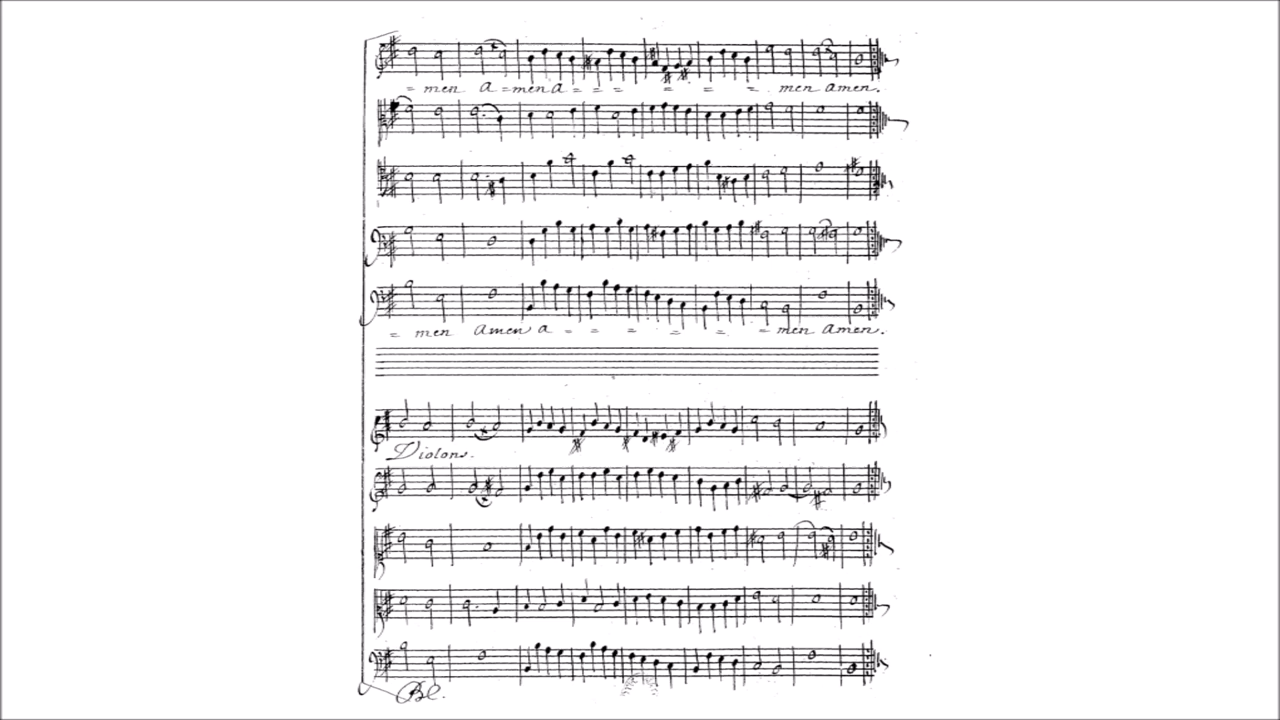 = men A = men A = = = = = = men amen.
= men Amen a = = = = = men amen.
Violons.
BC.